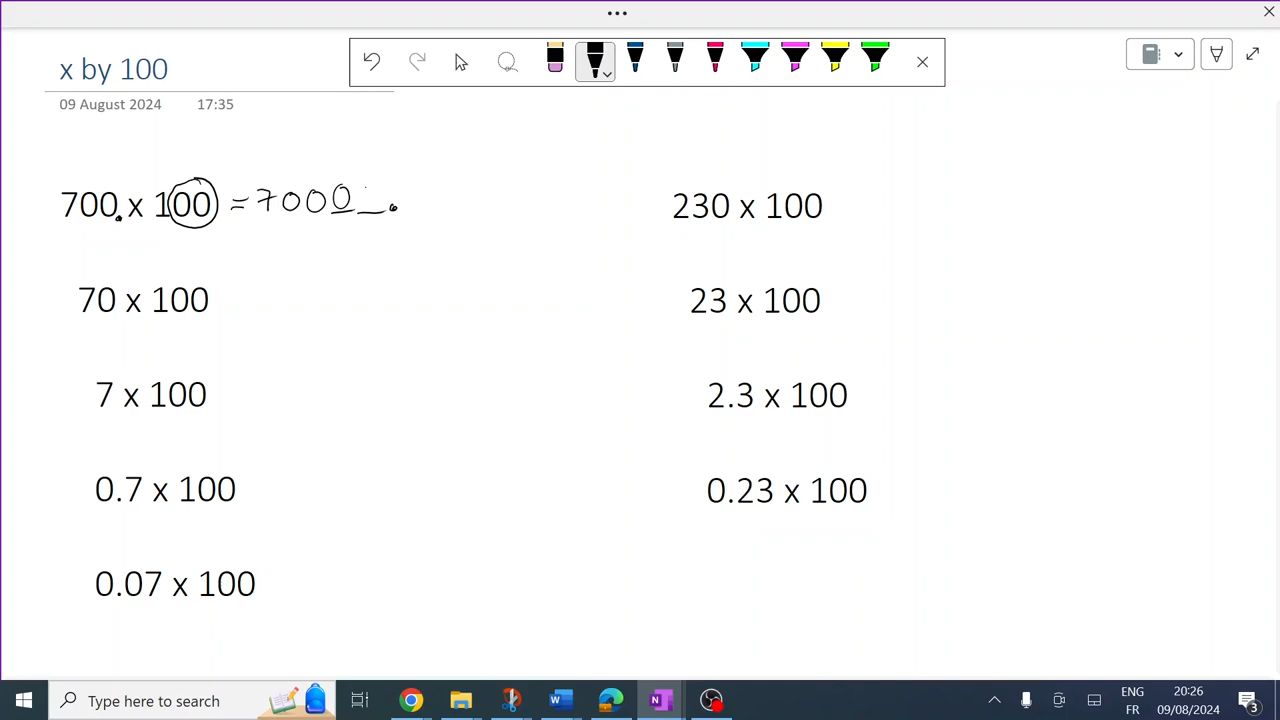 x by 100
09 August 2024 17:35
700. x 100 = 7000_.
230 x 100
70 x 100
23 x 100
7 x 100
2.3 x 100
0.7 x 100
0.23 x 100
0.07 x 100
Type here to search
ENG
FR
20:26
09/08/2024
3